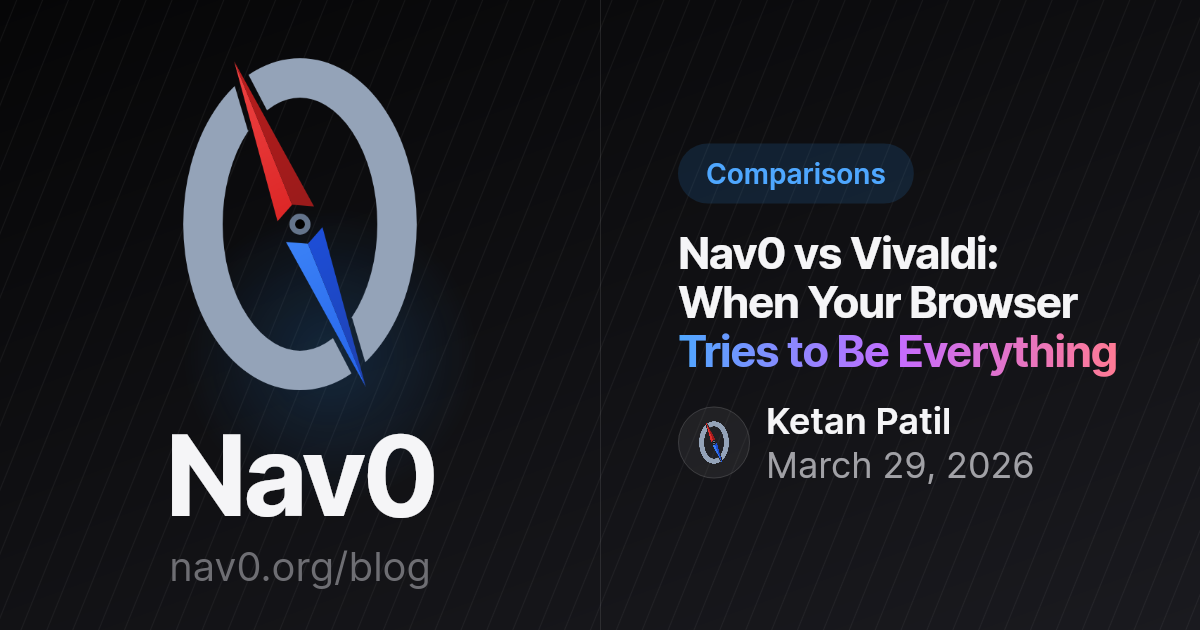 Nav0
nav0.org/blog
Comparisons
Nav0 vs Vivaldi:
When Your Browser
Tries to Be Everything
Ketan Patil
March 29, 2026